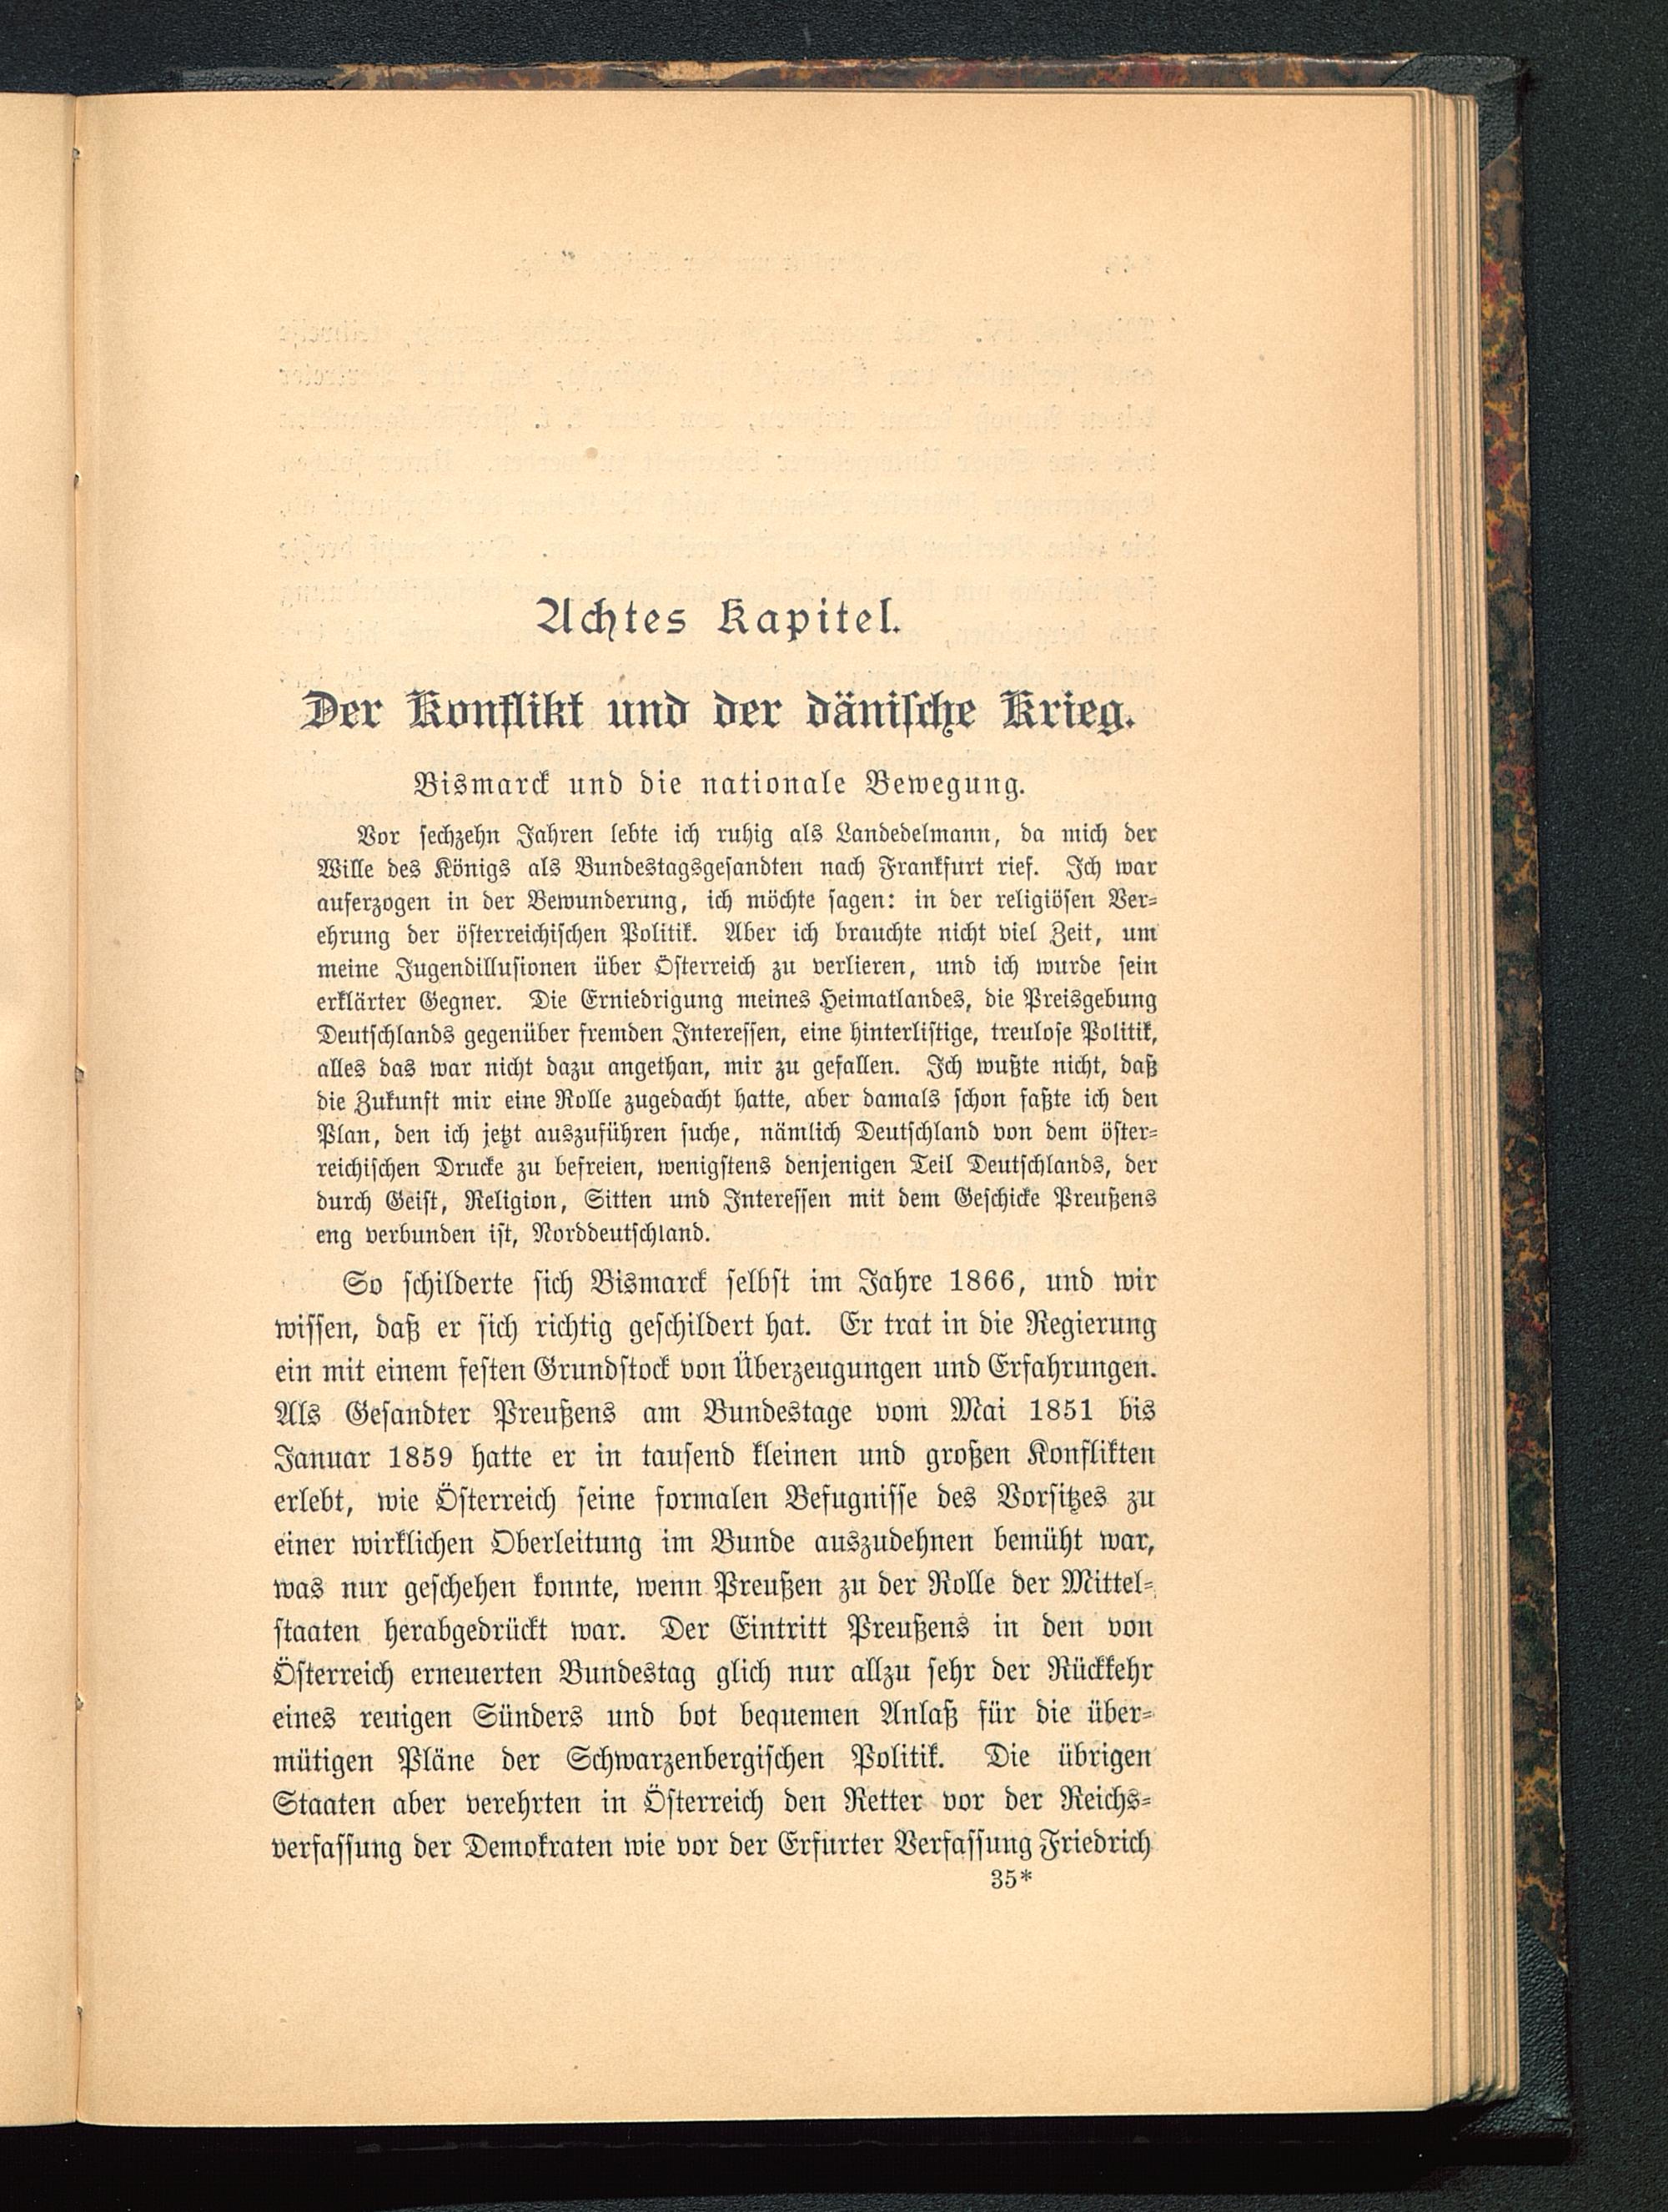 Achtes Kapitel.
Der Konflikt und der dänische Krieg.
Bismarck und die nationale Bewegung.
Vor sechzehn Jahren lebte ich ruhig als Landedelmann, da mich der
Wille des Königs als Bundestagsgesandten nach Frankfurt rief. Ich war
auferzogen in der Bewunderung, ich möchte sagen: in der religiösen Ver-
ehrung der österreichischen Politik. Aber ich brauchte nicht viel Zeit, um
meine Jugendillusionen über Österreich zu verlieren, und ich wurde sein
erklärter Gegner. Die Erniedrigung meines Heimatlandes, die Preisgebung
Deutschlands gegenüber fremden Interessen, eine hinterlistige, treulose Politik,
alles das war nicht dazu angethan, mir zu gefallen. Ich wußte nicht, daß
die Zukunft mir eine Rolle zugedacht hatte, aber damals schon faßte ich den
Plan, den ich jetzt auszuführen suche, nämlich Deutschland von dem öster-
reichischen Drucke zu befreien, wenigstens denjenigen Teil Deutschlands, der
durch Geist, Religion, Sitten und Interessen mit dem Geschicke Preußens
eng verbunden ist, Norddeutschland.
So schilderte sich Bismarck selbst im Jahre 1866, und wir
wissen, daß er sich richtig geschildert hat. Er trat in die Regierung
ein mit einem festen Grundstock von Überzeugungen und Erfahrungen.
Als Gesandter Preußens am Bundestage vom Mai 1851 bis
Januar 1859 hatte er in tausend kleinen und großen Konflikten
erlebt, wie Österreich seine formalen Befugnisse des Vorsitzes zu
einer wirklichen Oberleitung im Bunde auszudehnen bemüht war,
was nur geschehen konnte, wenn Preußen zu der Rolle der Mittel-
staaten herabgedrückt war. Der Eintritt Preußens in den von
Österreich erneuerten Bundestag glich nur allzu sehr der Rückkehr
eines reuigen Sünders und bot bequemen Anlaß für die über-
mütigen Pläne der Schwarzenbergischen Politik. Die übrigen
Staaten aber verehrten in Österreich den Retter vor der Reichs-
verfassung der Demokraten wie vor der Erfurter Verfassung Friedrich
35*